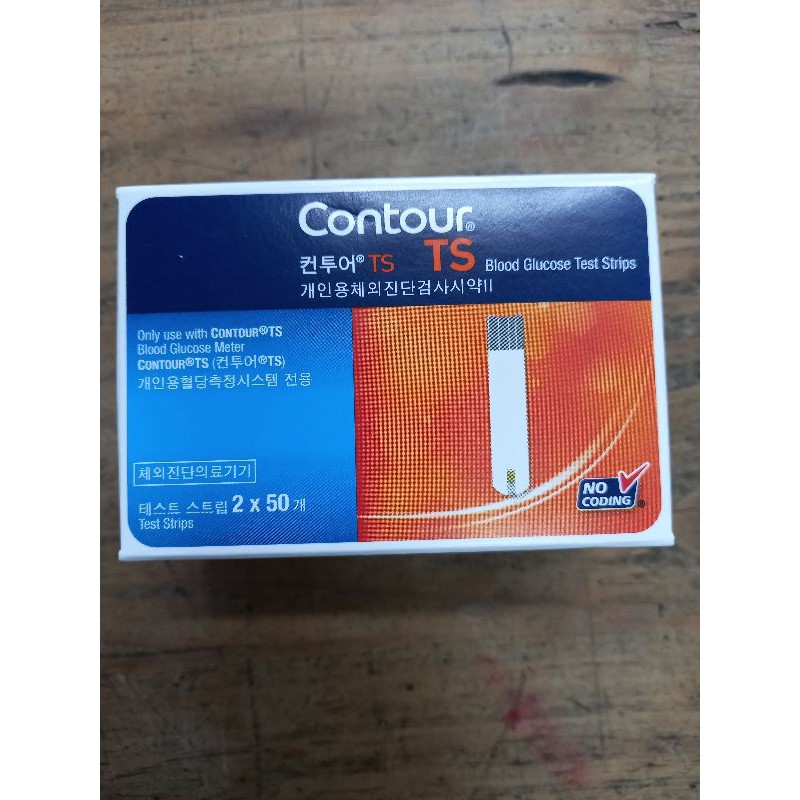 Contour®
컨투어® TS TS Blood Glucose Test Strips
개인용체외진단검사시약II
Only use with CONTOUR®TS
Blood Glucose Meter
CONTOUR®TS (컨투어®TS)
개인용혈당측정시스템 전용
체외진단의료기기
테스트 스트립 2 x 50 개
Test Strips
NO
CODING®